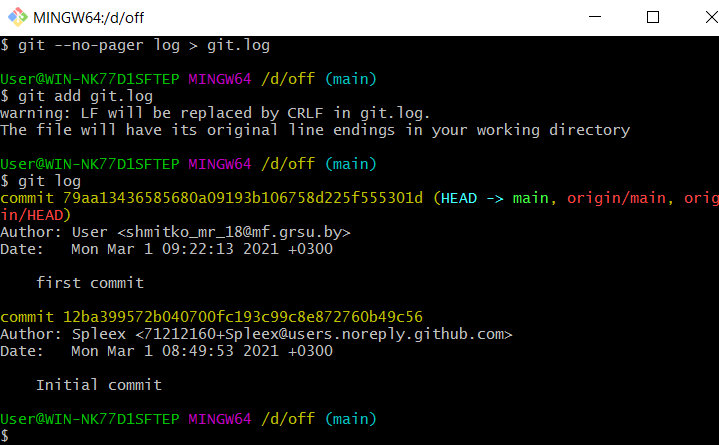 MINGW64:/d/off
$ git --no-pager log > git.log
User@WIN-NK77D1SFTEP MINGW64 /d/off (main)
$ git add git.log
warning: LF will be replaced by CRLF in git.log.
The file will have its original line endings in your working directory
User@WIN-NK77D1SFTEP MINGW64 /d/off (main)
$ git log
commit 79aa13436585680a09193b106758d225f555301d (HEAD -> main, origin/main, orig
in/HEAD)
Author: User <shmitko_mr_18@mf.grsu.by>
Date:   Mon Mar 1 09:22:13 2021 +0300
first commit
commit 12ba399572b040700fc193c99c8e872760b49c56
Author: Spleex <71212160+Spleex@users.noreply.github.com>
Date:   Mon Mar 1 08:49:53 2021 +0300
Initial commit
User@WIN-NK77D1SFTEP MINGW64 /d/off (main)
$